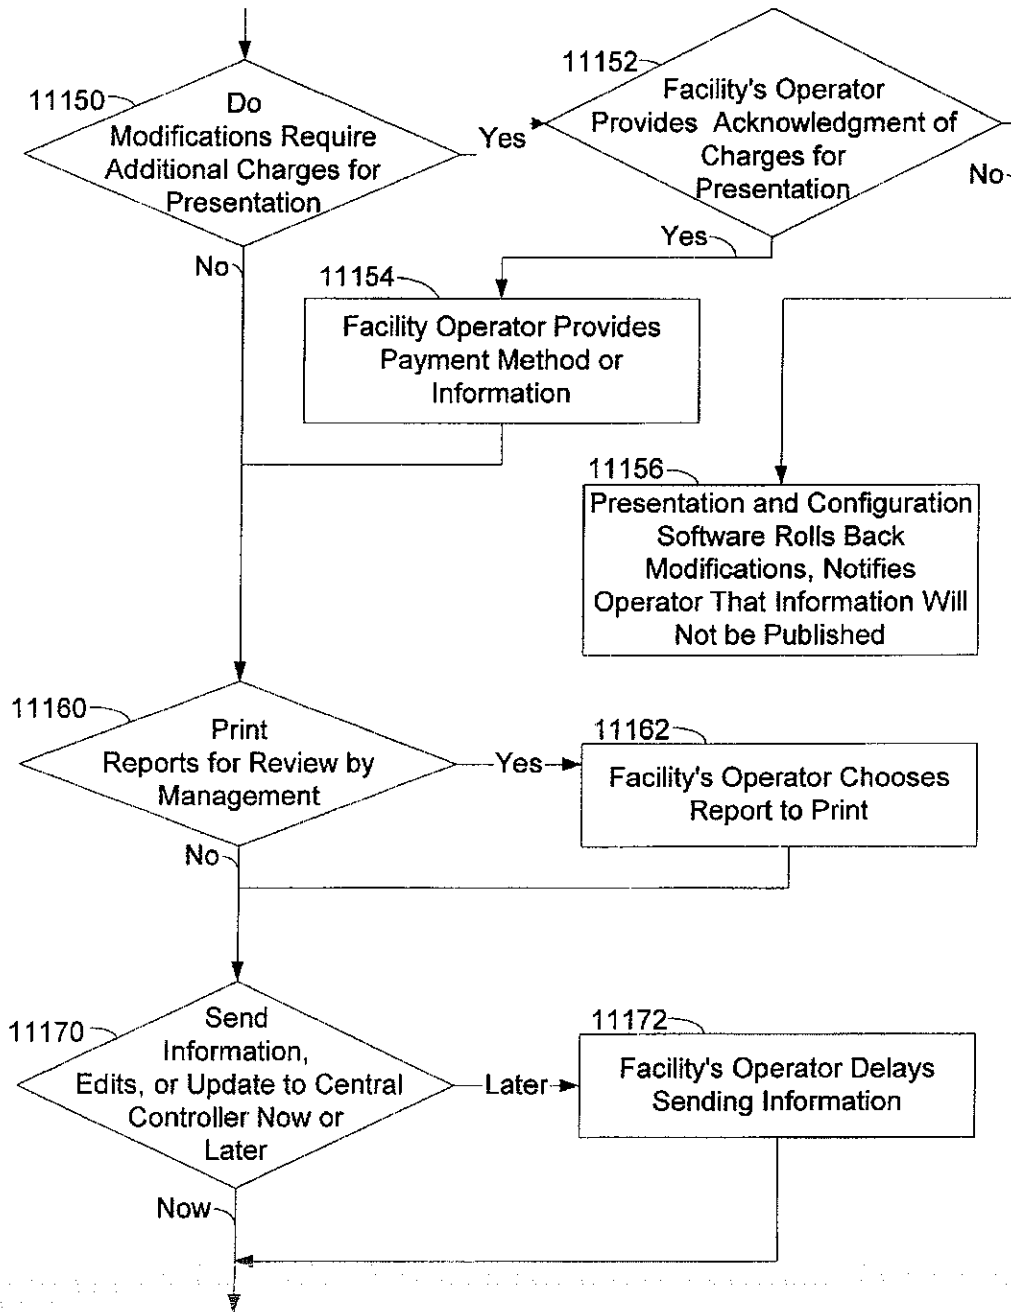 11150
Do
Modifications Require
Additional Charges for
Presentation
Yes
11152
Facility's Operator
Provides Acknowledgment of
Charges for
Presentation
No
Yes
No
11154
Facility Operator Provides
Payment Method or
Information
11156
Presentation and Configuration
Software Rolls Back
Modifications, Notifies
Operator That Information Will
Not be Published
11160
Print
Reports for Review by
Management
Yes
11162
Facility's Operator Chooses
Report to Print
No
11170
Send
Information,
Edits, or Update to Central
Controller Now or
Later
Later
11172
Facility's Operator Delays
Sending Information
Now